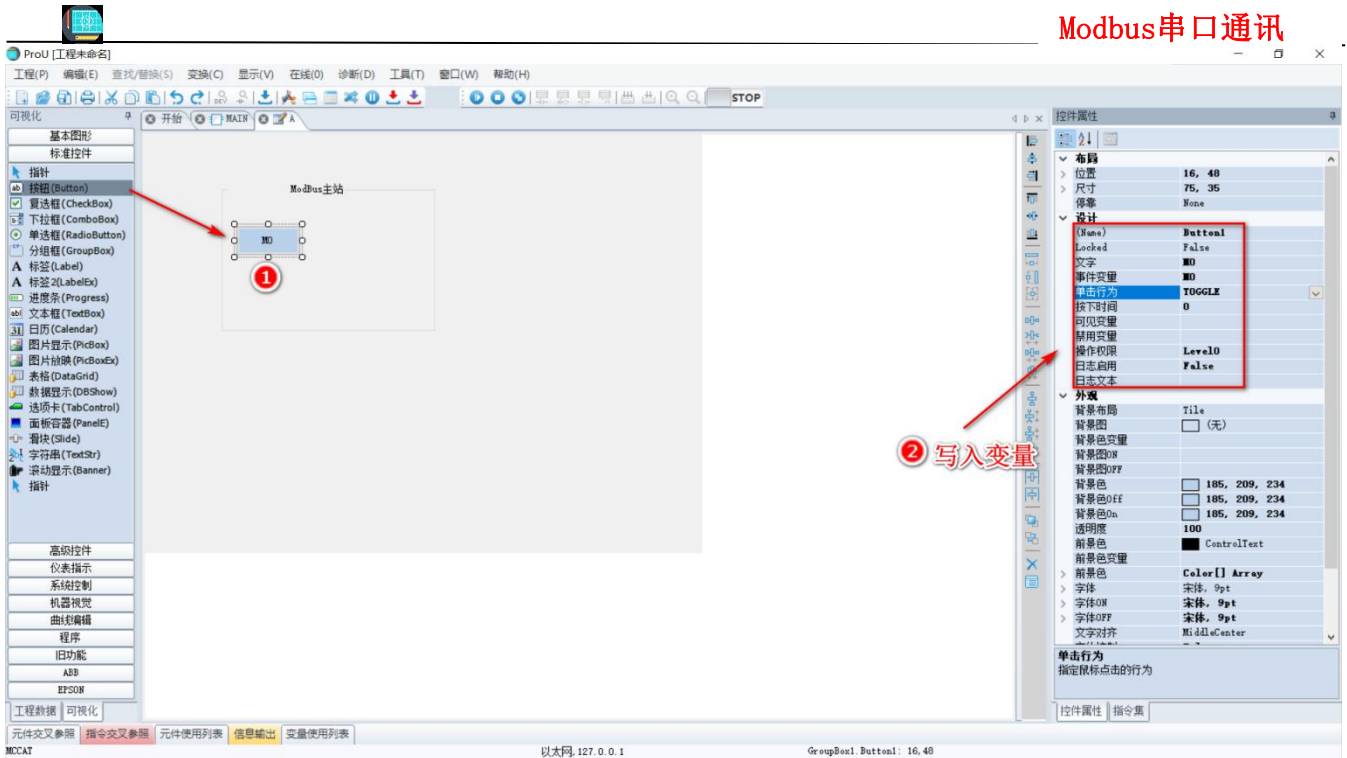 Modbus串口通讯
ProU [工程未命名]
工程(P) 编辑(E) 查找/替换(S) 变换(C) 显示(V) 在线(O) 诊断(D) 工具(T) 窗口(W) 帮助(H)
STOP
可视化
开始 MAIN A
控件属性
基本图形
标准控件
指针
按钮(Button)
复选框(CheckBox)
下拉框(ComboBox)
单选框(RadioButton)
分组框(GroupBox)
标签(Label)
标签2(LabelEx)
进度条(Progress)
文本框(TextBox)
日历(Calendar)
图片显示(PicBox)
图片放映(PicBoxEx)
表格(DataGrid)
数据显示(DBShow)
选项卡(TabControl)
面板容器(PanelE)
滑块(Slide)
字符串(TextStr)
滚动显示(Banner)
指针
高级控件
仪表指示
系统控制
机器视觉
曲线编辑
程序
旧功能
ABB
EPSON
工程数据 可视化
ModBus主站
M0
1
2 写入变量
布局
位置 16, 48
尺寸 75, 35
停靠 None
设计
(Name) Button1
Locked False
文字 M0
事件变量 M0
单击行为 TOGGLE
按下时间 0
可见变量
禁用变量
操作权限 Level0
日志启用 False
日志文本
外观
背景布局 Tile
背景图 (无)
背景色变量
背景图ON
背景图OFF
背景色 185, 209, 234
背景色Off 185, 209, 234
背景色On 185, 209, 234
透明度 100
前景色 ControlText
前景色变量
前景色 Color[] Array
字体 宋体, 9pt
字体ON 宋体, 9pt
字体OFF 宋体, 9pt
文字对齐 MiddleCenter
单击行为
指定鼠标点击的行为
控件属性 指令集
元件交叉参照 指令交叉参照 元件使用列表 信息输出 变量使用列表
MCCAT 以太网,127.0.0.1 GroupBox1.Button1: 16,48